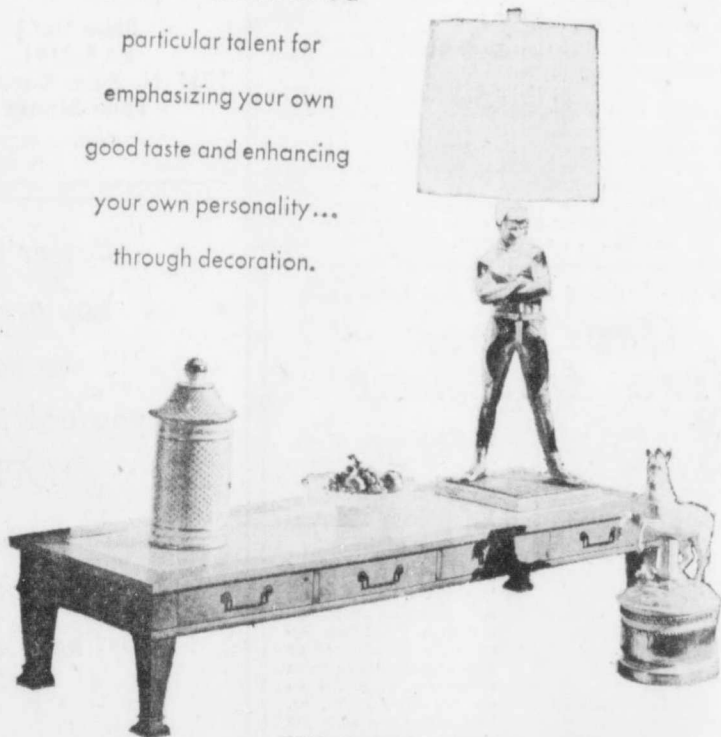 particular talent for
emphasizing your own
good taste and enhancing
your own personality...
through decoration.